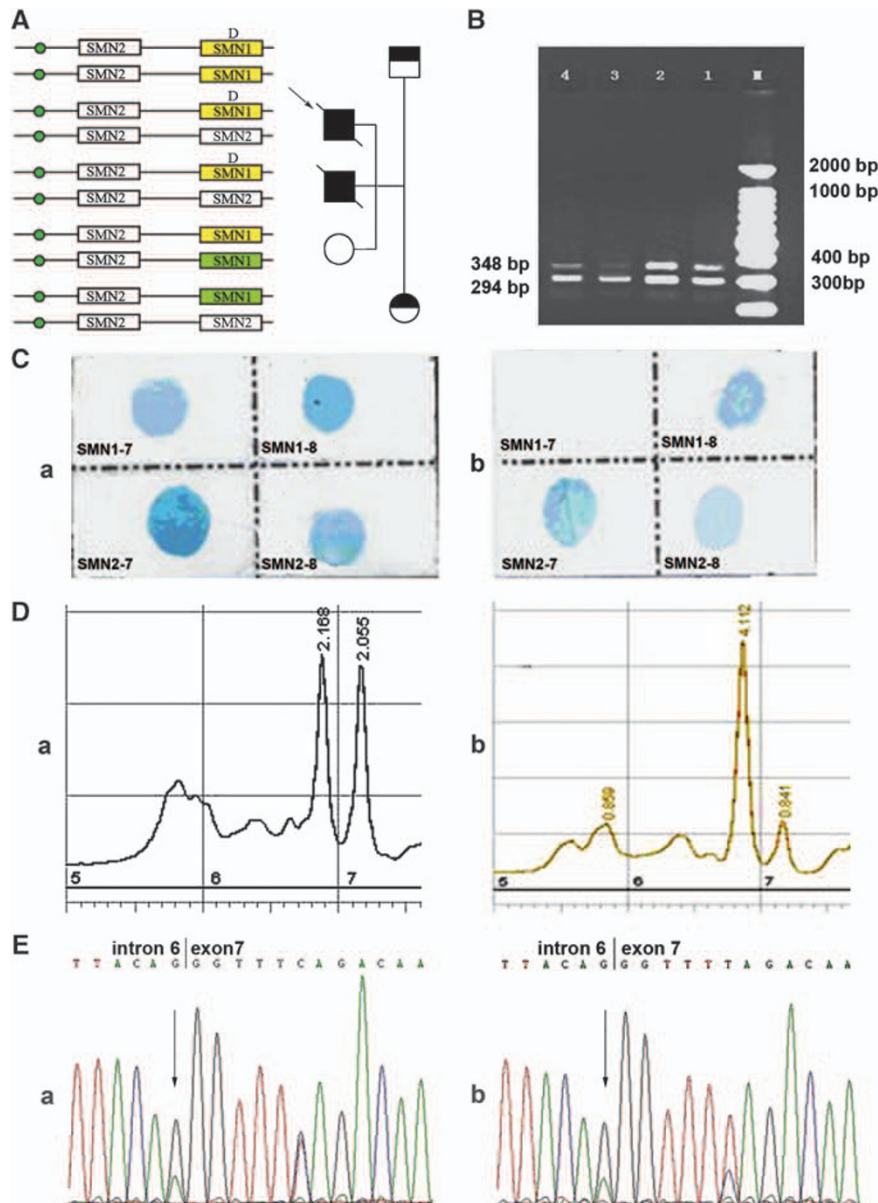 A
D
SMN2 SMN1
SMN2 SMN1
D
SMN2 SMN1
SMN2 SMN2
D
SMN2 SMN1
SMN2 SMN2
SMN2 SMN1
SMN2 SMN1
SMN2 SMN1
SMN2 SMN2
B
4 3 2 1 M
2000 bp
1000 bp
400 bp
300bp
348 bp
294 bp
C
a
SMN1-7 SMN1-8
SMN2-7 SMN2-8
b
SMN1-7 SMN1-8
SMN2-7 SMN2-8
D
a
2.168 2.055
5 6 7
b
0.859 4.112 0.841
5 6 7
E
intron 6 exon7
T T A C A G G G T T T C A G A C A A
a
intron 6 exon 7
T T A C A G G G T T T T A G A C A A
b